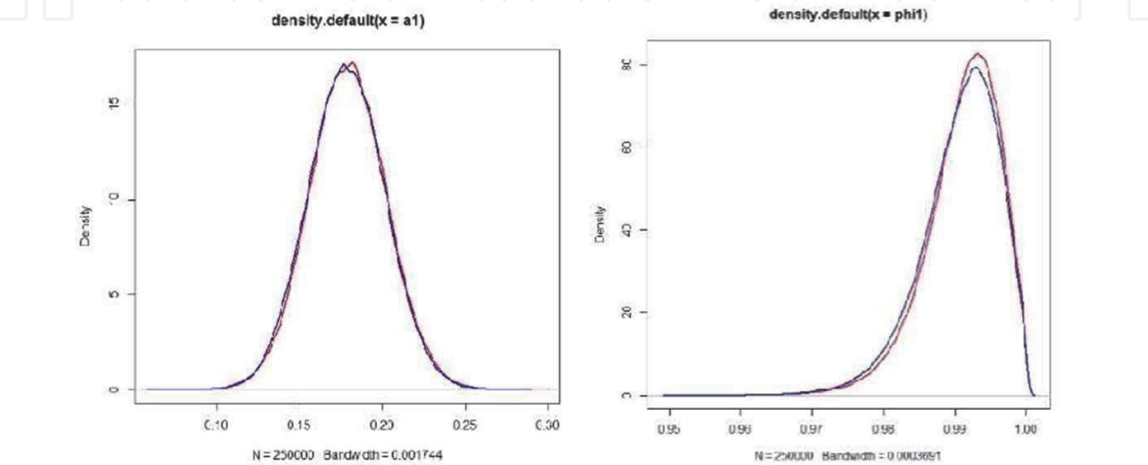 density.default(x = a1)
Density
0
5
10
15
0.10 0.15 0.20 0.25 0.30
N = 250000 Bandwidth = 0.001744
density.default(x = phi1)
Density
0
20
40
60
80
0.95 0.96 0.97 0.98 0.99 1.00
N = 250000 Bandwidth = 0.0003691